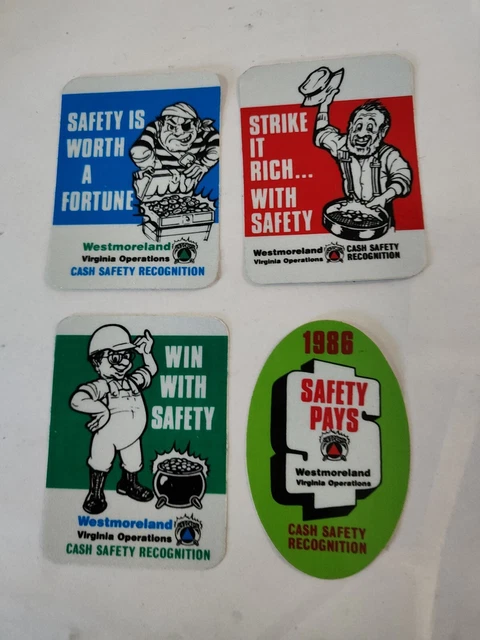 SAFETY IS
WORTH
A
FORTUNE
Westmoreland
Virginia Operations
CASH SAFETY RECOGNITION
STRIKE
IT
RICH...
WITH
SAFETY
Westmoreland
Virginia Operations
CASH SAFETY
RECOGNITION
WIN
WITH
SAFETY
Westmoreland
Virginia Operations
CASH SAFETY RECOGNITION
1986
SAFETY
PAYS
Westmoreland
Virginia Operations
CASH SAFETY
RECOGNITION